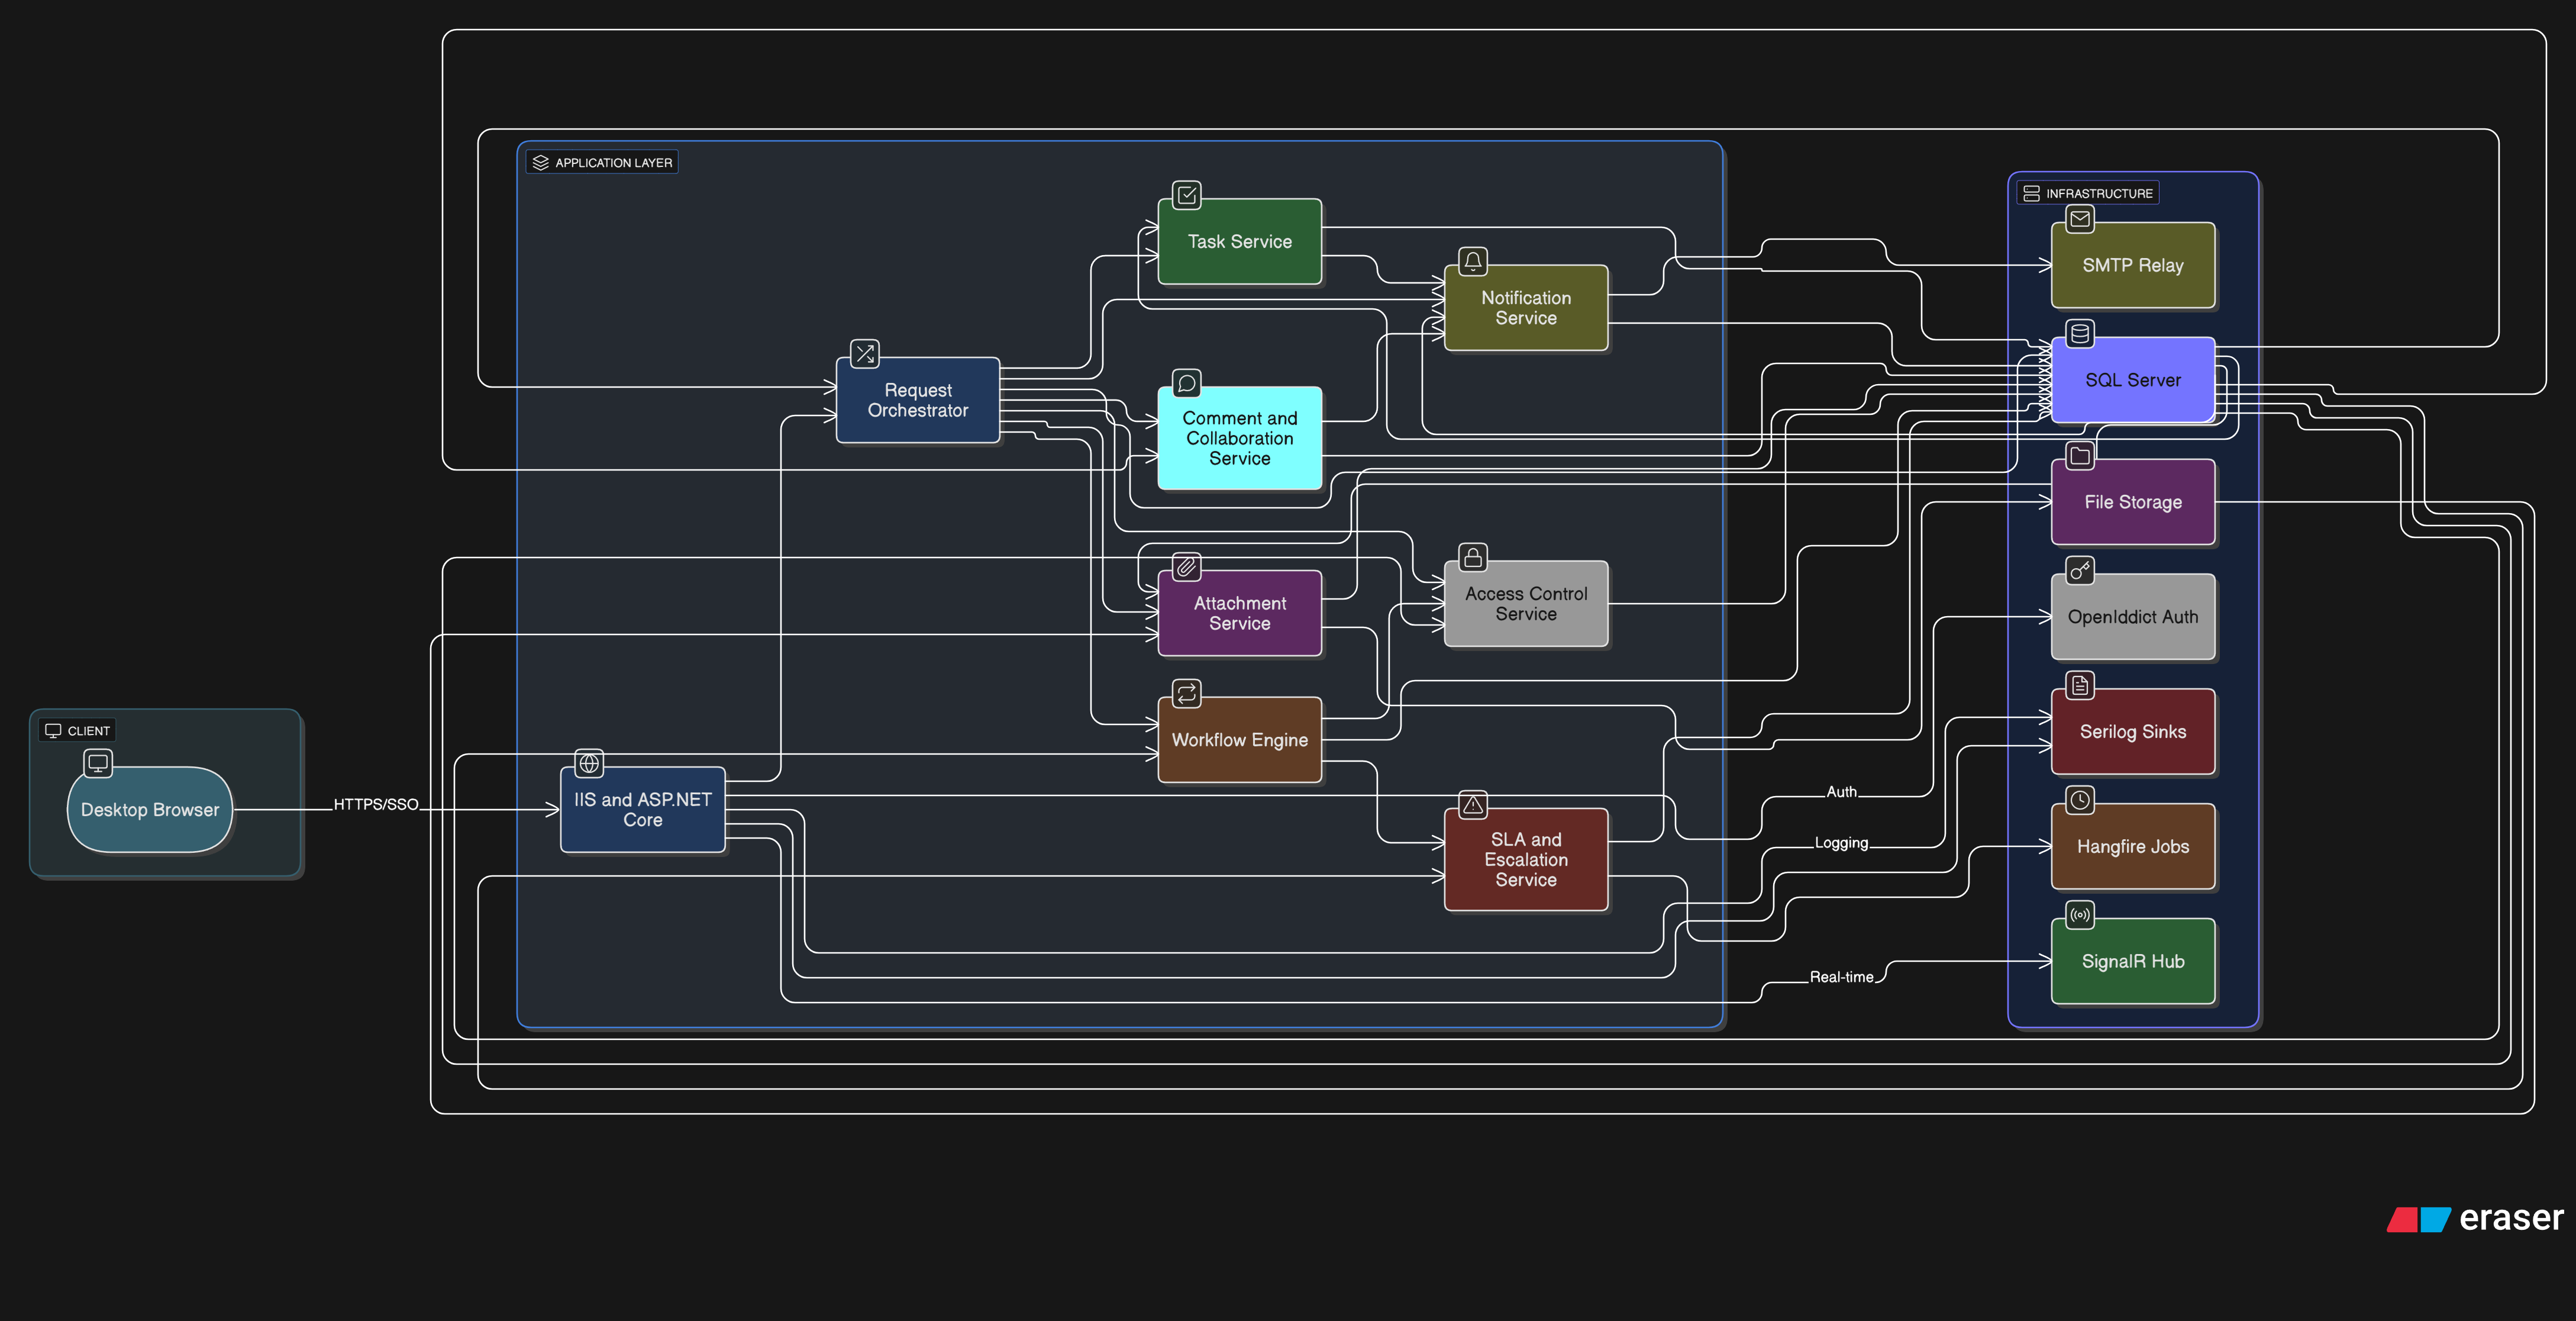 APPLICATION LAYER
Task Service
Notification
Service
Request
Orchestrator
Comment and
Collaboration
Service
Attachment
Service
Access Control
Service
Workflow Engine
IIS and ASP.NET
Core
SLA and
Escalation
Service
CLIENT
Desktop Browser
HTTPS/SSO
Auth
Logging
Real-time
INFRASTRUCTURE
SMTP Relay
SQL Server
File Storage
OpenIddict Auth
Serilog Sinks
Hangfire Jobs
SignalR Hub
eraser